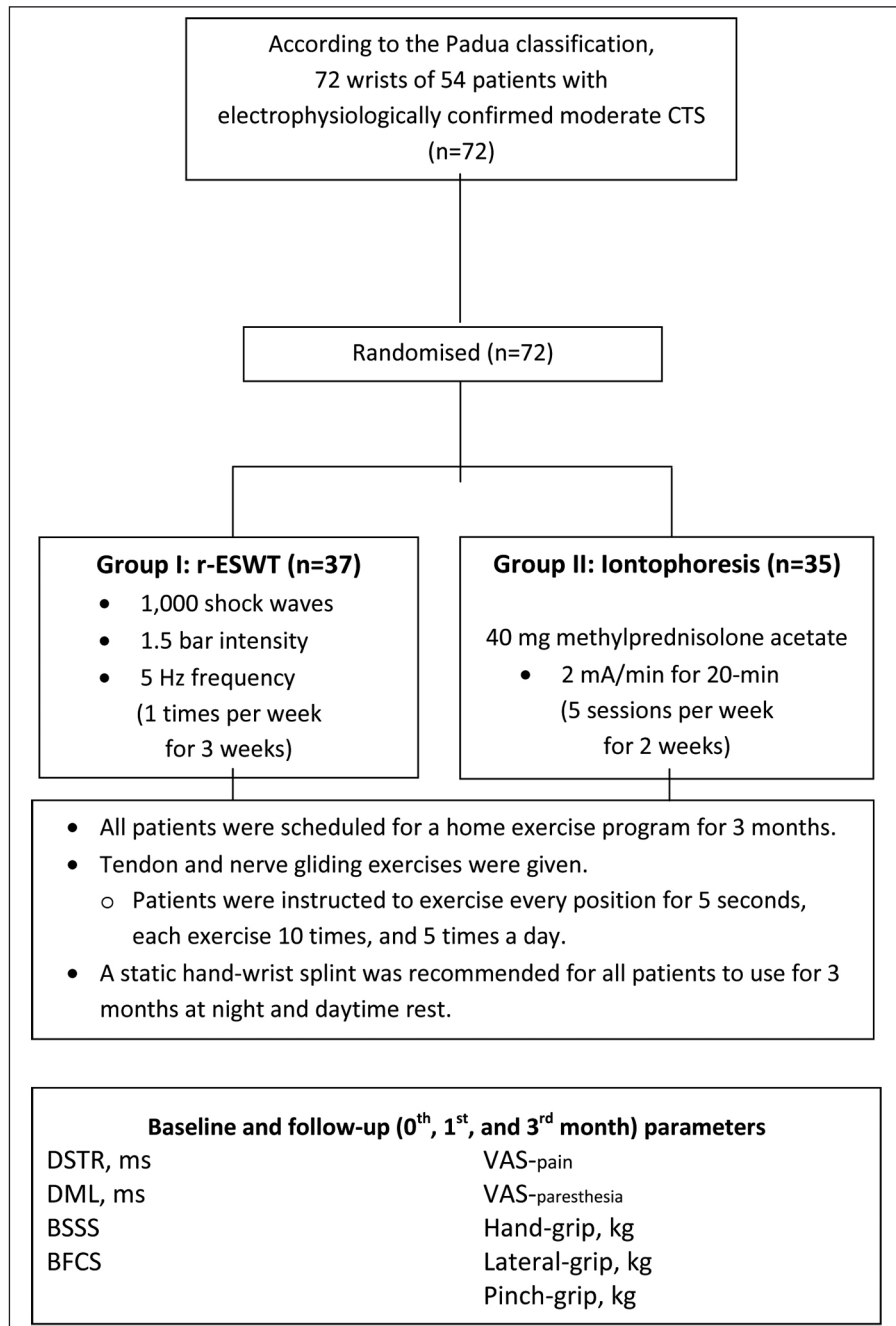 According to the Padua classification,
72 wrists of 54 patients with
electrophysiologically confirmed moderate CTS
(n=72)
Randomised (n=72)
Group I: r-ESWT (n=37)
• 1,000 shock waves
• 1.5 bar intensity
• 5 Hz frequency
(1 times per week
for 3 weeks)
Group II: Iontophoresis (n=35)
40 mg methylprednisolone acetate
• 2 mA/min for 20-min
(5 sessions per week
for 2 weeks)
• All patients were scheduled for a home exercise program for 3 months.
• Tendon and nerve gliding exercises were given.
o Patients were instructed to exercise every position for 5 seconds,
each exercise 10 times, and 5 times a day.
• A static hand-wrist splint was recommended for all patients to use for 3
months at night and daytime rest.
Baseline and follow-up (0th, 1st, and 3rd month) parameters
DSTR, ms
DML, ms
BSSS
BFCS
VAS-pain
VAS-paresthesia
Hand-grip, kg
Lateral-grip, kg
Pinch-grip, kg